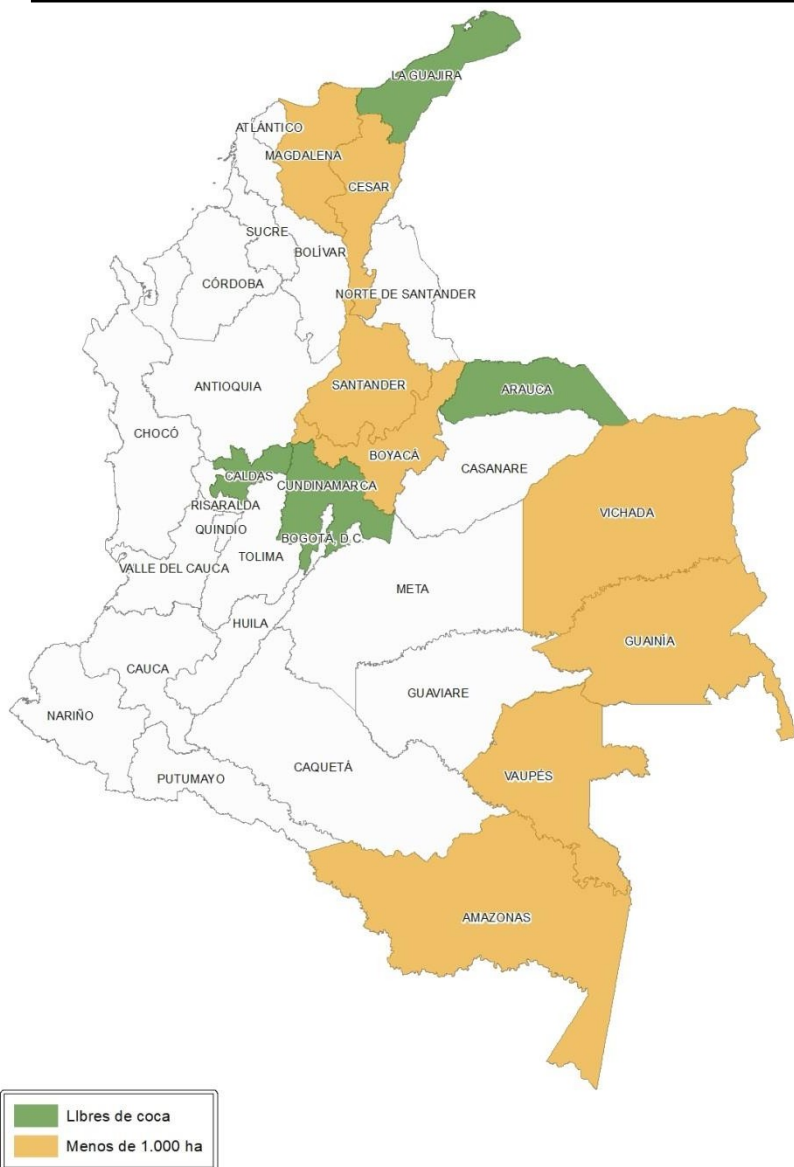 LA GUAJIRA
ATLÁNTICO
MAGDALENA
CESAR
SUCRE
BOLÍVAR
CÓRDOBA
NORTE DE SANTANDER
ANTIOQUIA
SANTANDER
ARAUCA
CHOCÓ
BOYACÁ
CASANARE
CALDAS
CUNDINAMARCA
RISARALDA
VICHADA
QUINDIO
BOGOTÁ, D.C.
TOLIMA
VALLE DEL CAUCA
META
HUILA
GUAINÍA
CAUCA
GUAVIARE
NARIÑO
CAQUETÁ
PUTUMAYO
VAUPÉS
AMAZONAS
LIbres de coca
Menos de 1.000 ha